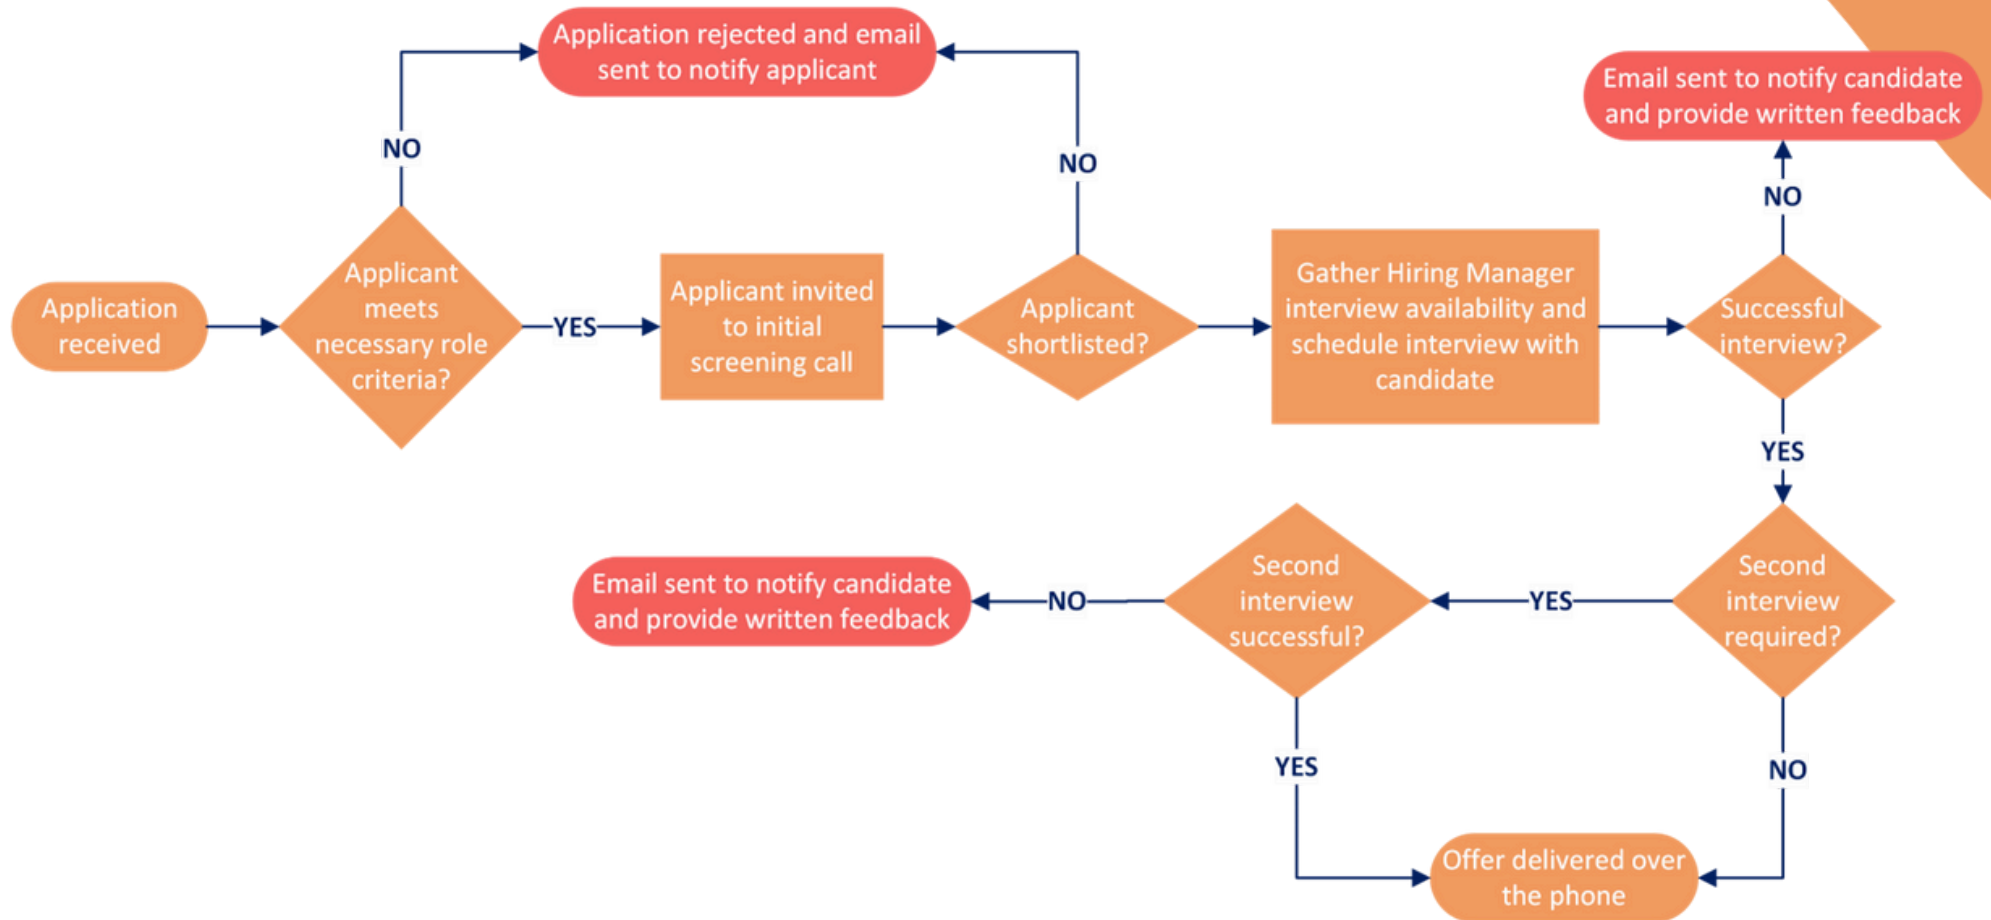 Application rejected and email
sent to notify applicant
Email sent to notify candidate
and provide written feedback
NO
NO
NO
Application
received
Applicant
meets
necessary role
criteria?
YES
Applicant invited
to initial
screening call
Applicant
shortlisted?
Gather Hiring Manager
interview availability and
schedule interview with
candidate
Successful
interview?
YES
Email sent to notify candidate
and provide written feedback
NO
Second
interview
successful?
YES
Second
interview
required?
YES
NO
Offer delivered over
the phone